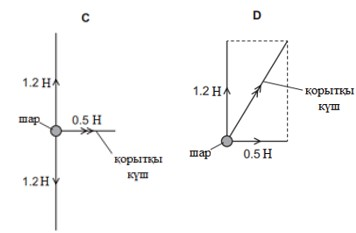 C
1.2 Н
шар
0.5 Н
қорытқы
күш
1.2 Н
D
1.2 Н
қорытқы
күш
шар
0.5 Н